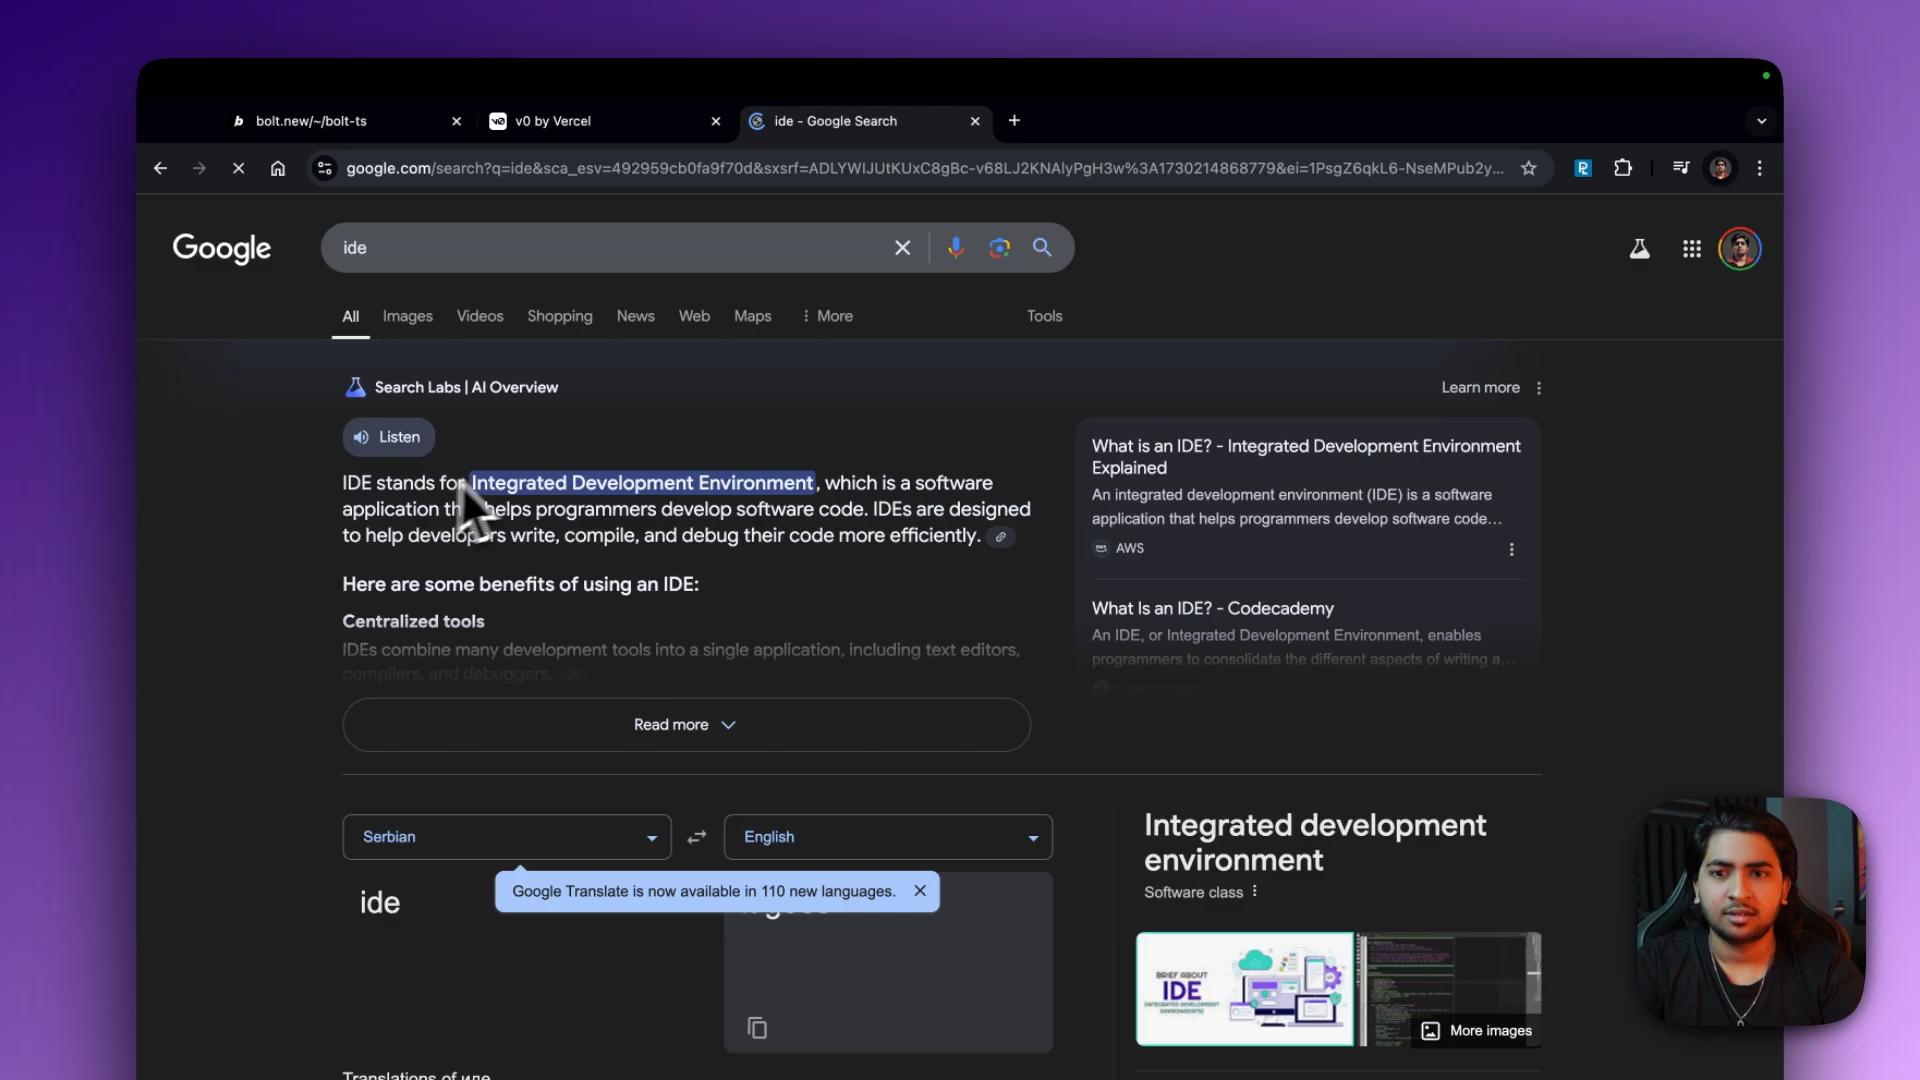 bolt.new/~/bolt-ts
v0 by Vercel
ide - Google Search
google.com/search?q=ide&sca_esv=492959cb0fa9f70d&sxsrf=ADLYWIJUtKUxC8gBc-v68LJ2KNAlyPgH3w%3A1730214868779&ei=1PsgZ6qkL6-NseMPub2y...
Google
ide
All
Images
Videos
Shopping
News
Web
Maps
More
Tools
Search Labs | AI Overview
Learn more
Listen
IDE stands for Integrated Development Environment, which is a software
application helps programmers develop software code. IDEs are designed
to help developers write, compile, and debug their code more efficiently.
Here are some benefits of using an IDE:
Centralized tools
IDEs combine many development tools into a single application, including text editors,
compilers, and debuggers.
Read more
What is an IDE? - Integrated Development Environment
Explained
An integrated development environment (IDE) is a software
application that helps programmers develop software code...
AWS
What Is an IDE? - Codecademy
An IDE, or Integrated Development Environment, enables
programmers to consolidate the different aspects of writing a...
Serbian
English
Google Translate is now available in 110 new languages.
ide
Integrated development
environment
Software class
BRIEF ABOUT
IDE
More images
Translations of иде